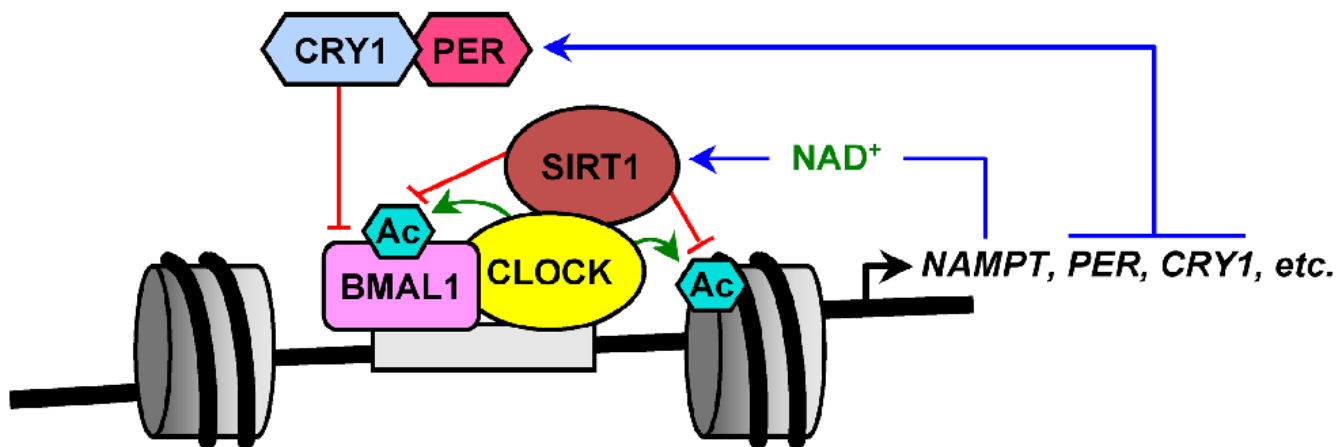 CRY1 PER
SIRT1
NAD⁺
Ac
BMAL1
CLOCK
Ac
NAMPT, PER, CRY1, etc.